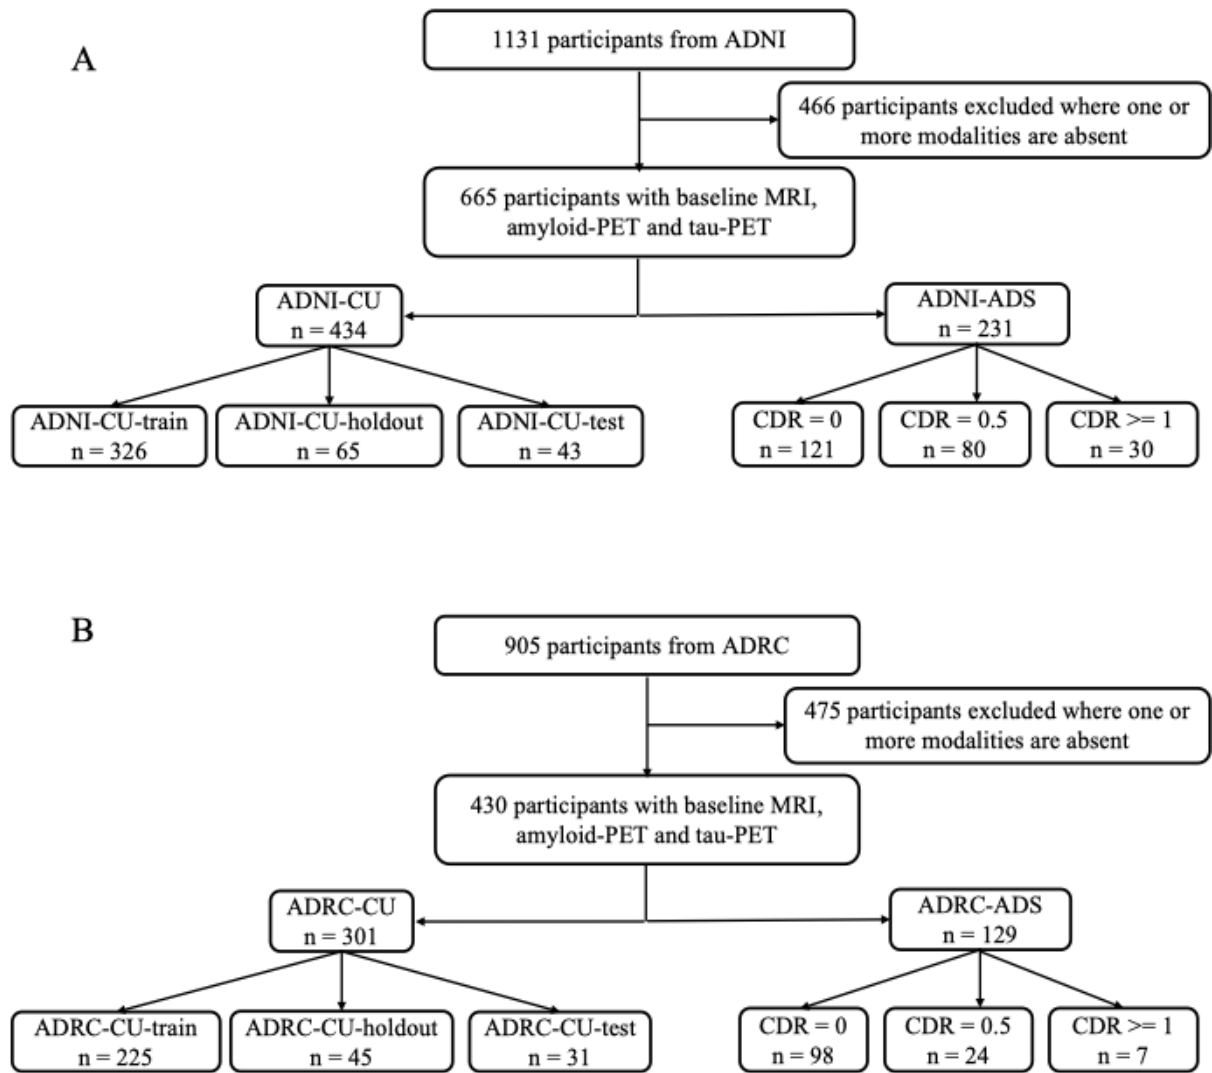 A
1131 participants from ADNI
466 participants excluded where one or
more modalities are absent
665 participants with baseline MRI,
amyloid-PET and tau-PET
ADNI-CU
n = 434
ADNI-ADS
n = 231
ADNI-CU-train
n = 326
ADNI-CU-holdout
n = 65
ADNI-CU-test
n = 43
CDR = 0
n = 121
CDR = 0.5
n = 80
CDR >= 1
n = 30
B
905 participants from ADRC
475 participants excluded where one or
more modalities are absent
430 participants with baseline MRI,
amyloid-PET and tau-PET
ADRC-CU
n = 301
ADRC-ADS
n = 129
ADRC-CU-train
n = 225
ADRC-CU-holdout
n = 45
ADRC-CU-test
n = 31
CDR = 0
n = 98
CDR = 0.5
n = 24
CDR >= 1
n = 7